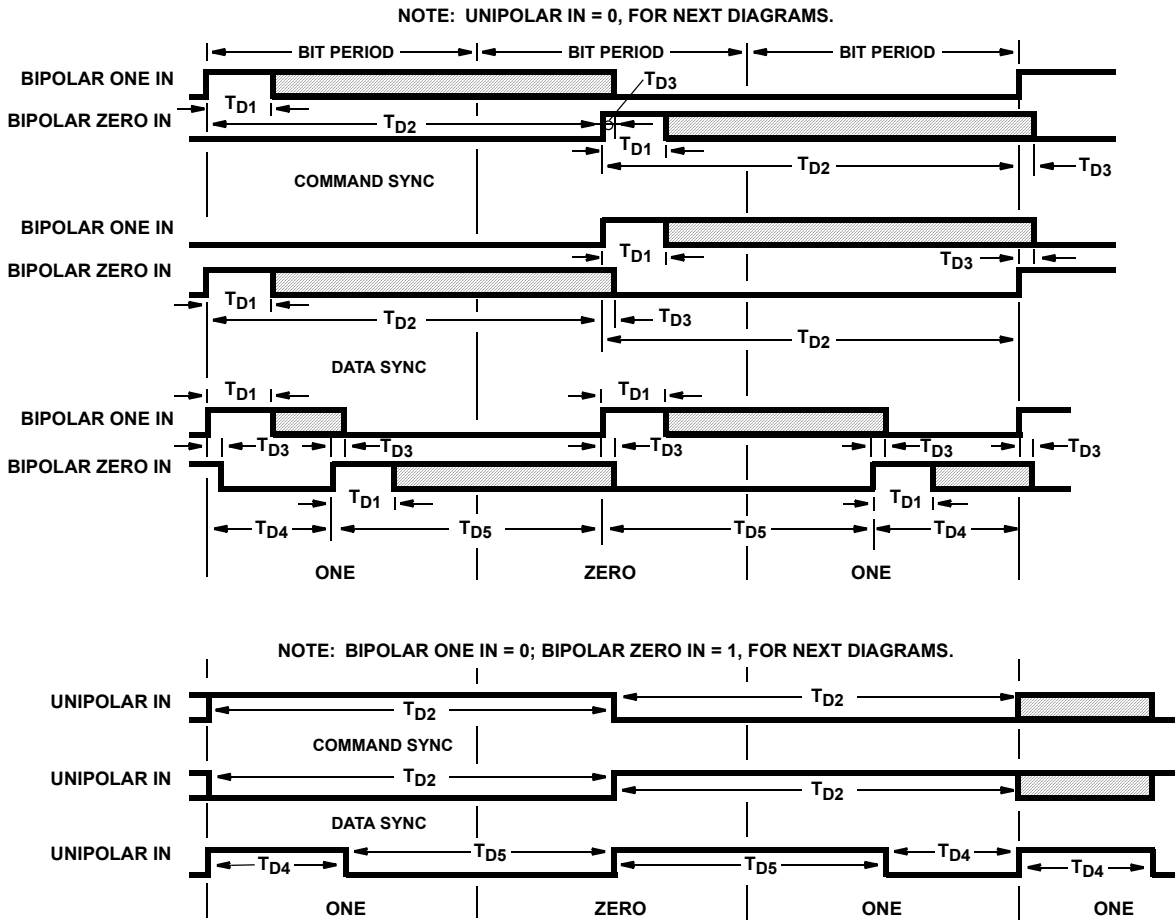 NOTE: UNIPOLAR IN = 0, FOR NEXT DIAGRAMS.
BIT PERIOD BIT PERIOD BIT PERIOD
BIPOLAR ONE IN
TD3
TD1
BIPOLAR ZERO IN
TD2
TD1
TD2
TD3
COMMAND SYNC
BIPOLAR ONE IN
TD1
TD3
BIPOLAR ZERO IN
TD1
TD2
TD3
TD2
DATA SYNC
TD1 TD1
BIPOLAR ONE IN
TD3 TD3 TD3 TD3 TD3
BIPOLAR ZERO IN
TD1 TD1
TD4 TD5 TD5 TD4
ONE ZERO ONE
NOTE: BIPOLAR ONE IN = 0; BIPOLAR ZERO IN = 1, FOR NEXT DIAGRAMS.
UNIPOLAR IN
TD2 TD2
COMMAND SYNC
UNIPOLAR IN
TD2 TD2
DATA SYNC
UNIPOLAR IN
TD4 TD5 TD5 TD4 TD4
ONE ZERO ONE ONE